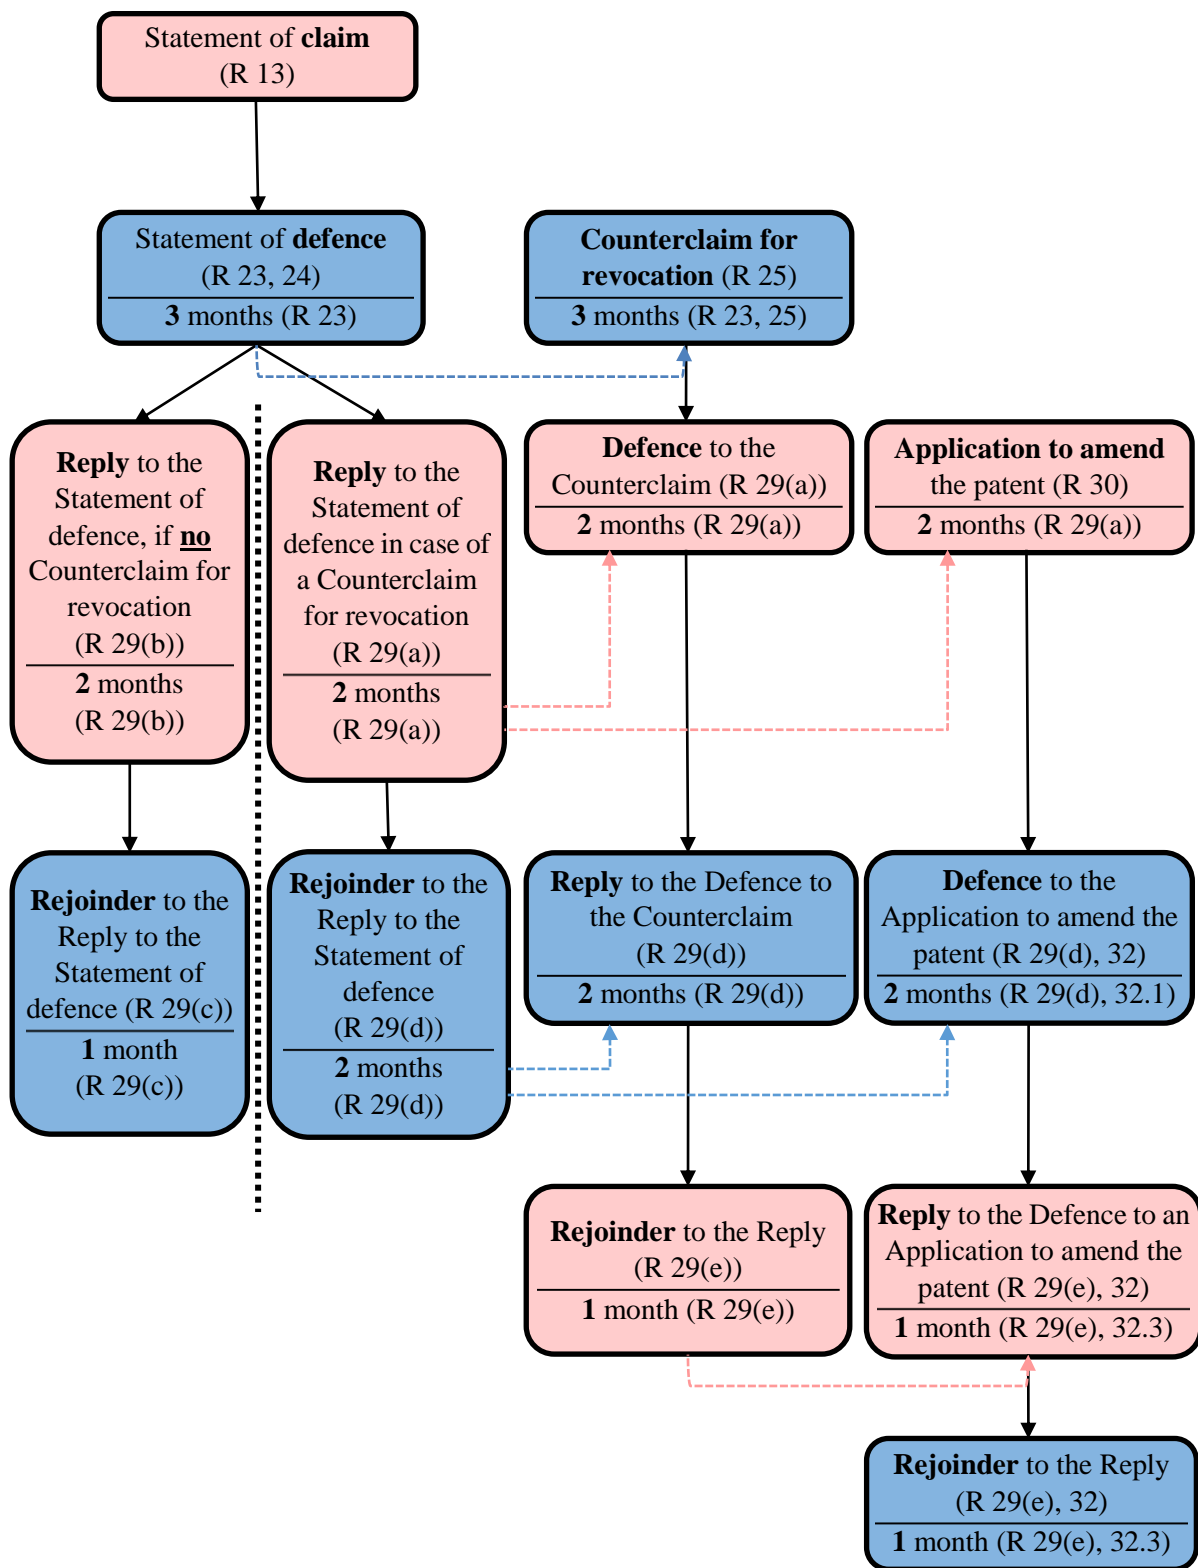 Statement of claim
(R 13)
Statement of defence
(R 23, 24)
3 months (R 23)
Counterclaim for
revocation (R 25)
3 months (R 23, 25)
Reply to the
Statement of
defence, if no
Counterclaim for
revocation
(R 29(b))
2 months
(R 29(b))
Reply to the
Statement of
defence in case of
a Counterclaim
for revocation
(R 29(a))
2 months
(R 29(a))
Defence to the
Counterclaim (R 29(a))
2 months (R 29(a))
Application to amend
the patent (R 30)
2 months (R 29(a))
Rejoinder to the
Reply to the
Statement of
defence (R 29(c))
1 month
(R 29(c))
Rejoinder to the
Reply to the
Statement of
defence
(R 29(d))
2 months
(R 29(d))
Reply to the Defence to
the Counterclaim
(R 29(d))
2 months (R 29(d))
Defence to the
Application to amend the
patent (R 29(d), 32)
2 months (R 29(d), 32.1)
Rejoinder to the Reply
(R 29(e))
1 month (R 29(e))
Reply to the Defence to an
Application to amend the
patent (R 29(e), 32)
1 month (R 29(e), 32.3)
Rejoinder to the Reply
(R 29(e), 32)
1 month (R 29(e), 32.3)